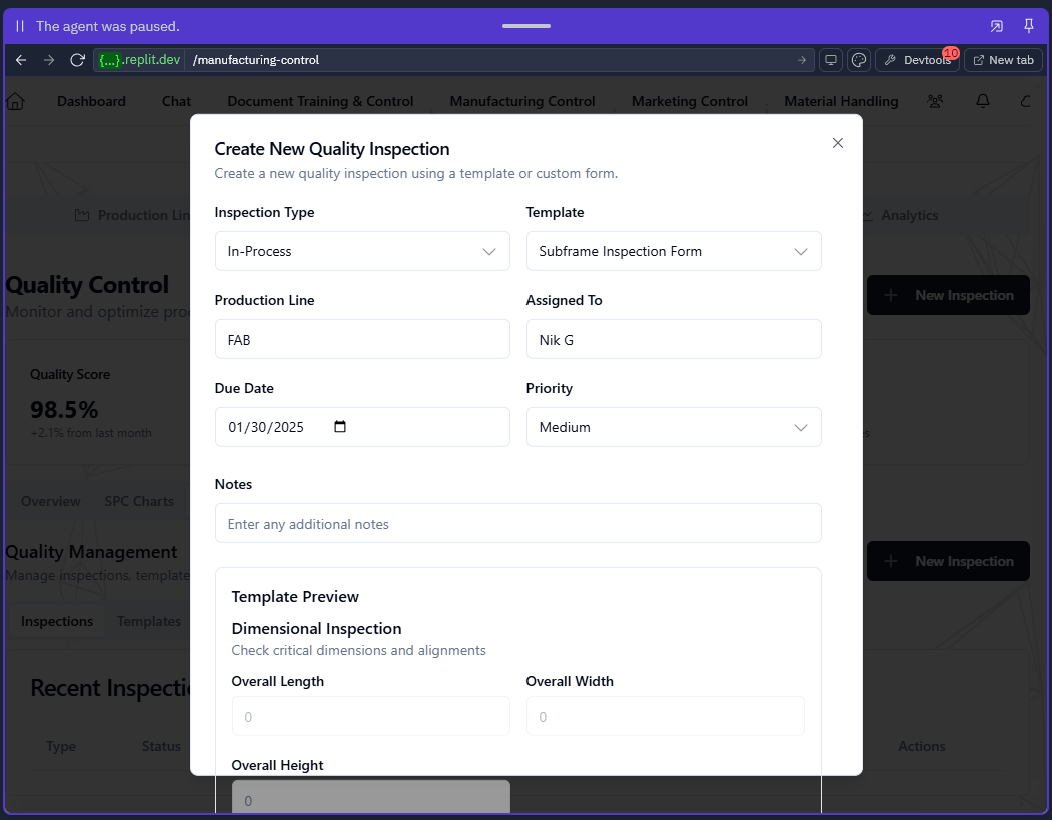 The agent was paused.
{...}.replit.dev /manufacturing-control
Devtools
10
New tab
Dashboard Chat Document Training & Control Manufacturing Control Marketing Control Material Handling
Create New Quality Inspection
Create a new quality inspection using a template or custom form.
Inspection Type Template
In-Process Subframe Inspection Form
Production Line Assigned To
FAB Nik G
Due Date Priority
01/30/2025 Medium
Notes
Enter any additional notes
Template Preview
Dimensional Inspection
Check critical dimensions and alignments
Overall Length Overall Width
0 0
Overall Height
0
Production Lin
Analytics
Quality Control
Monitor and optimize pro
New Inspection
Quality Score
98.5%
+2.1% from last month
Overview SPC Charts
Quality Management
Manage inspections, template
New Inspection
Inspections Templates
Recent Inspecti
Type Status Actions